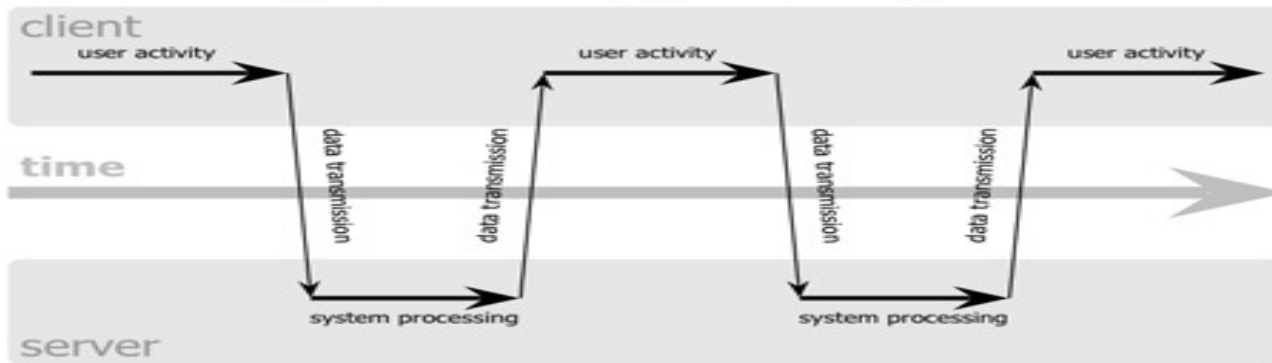 client
user activity
user activity
user activity
data transmission
data transmission
data transmission
data transmission
time
system processing
system processing
server